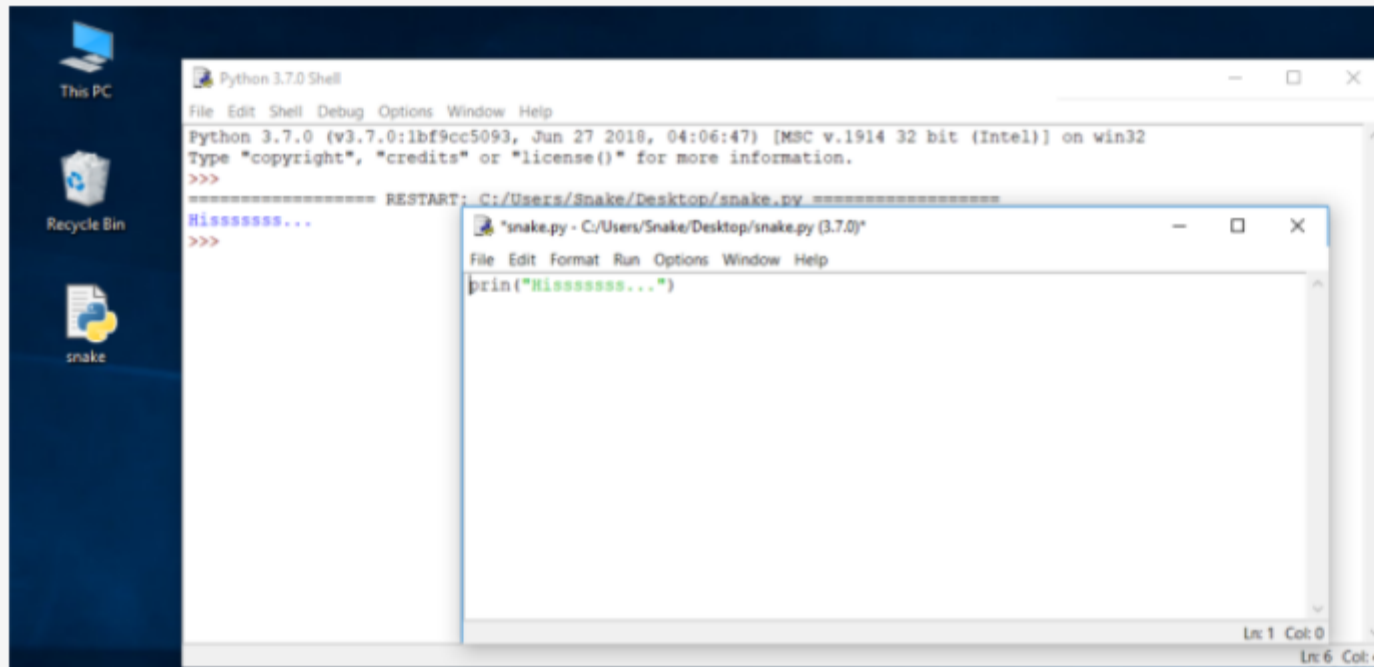 This PC
Recycle Bin
snake
Python 3.7.0 Shell
File Edit Shell Debug Options Window Help
Python 3.7.0 (v3.7.0:1bf9cc5093, Jun 27 2018, 04:06:47) [MSC v.1914 32 bit (Intel)] on win32
Type "copyright", "credits" or "license()" for more information.
>>>
================= RESTART: C:/Users/Snake/Desktop/snake.py =================
Hisssssss...
>>>
*snake.py - C:/Users/Snake/Desktop/snake.py (3.7.0)*
File Edit Format Run Options Window Help
prin("Hisssssss...")
Ln: 1 Col: 0
Ln: 6 Col: